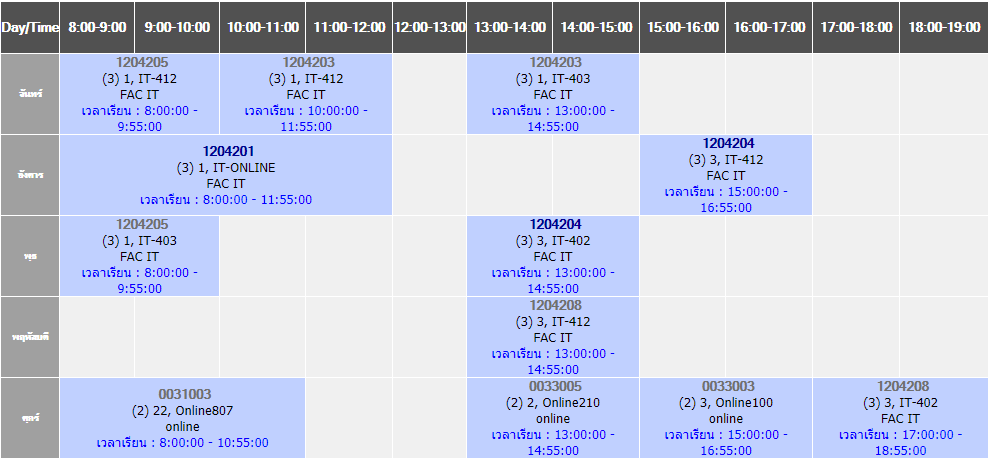 Day/Time 8:00-9:00 9:00-10:00 10:00-11:00 11:00-12:00 12:00-13:00 13:00-14:00 14:00-15:00 15:00-16:00 16:00-17:00 17:00-18:00 18:00-19:00
จันทร์
1204205
(3) 1, IT-412
FAC IT
เวลาเรียน : 8:00:00 -
9:55:00
1204203
(3) 1, IT-412
FAC IT
เวลาเรียน : 10:00:00 -
11:55:00
1204203
(3) 1, IT-403
FAC IT
เวลาเรียน : 13:00:00 -
14:55:00
อังคาร
1204201
(3) 1, IT-ONLINE
FAC IT
เวลาเรียน : 8:00:00 - 11:55:00
1204204
(3) 3, IT-412
FAC IT
เวลาเรียน : 15:00:00 -
16:55:00
พุธ
1204205
(3) 1, IT-403
FAC IT
เวลาเรียน : 8:00:00 -
9:55:00
1204204
(3) 3, IT-402
FAC IT
เวลาเรียน : 13:00:00 -
14:55:00
พฤหัสบดี
1204208
(3) 3, IT-412
FAC IT
เวลาเรียน : 13:00:00 -
14:55:00
ศุกร์
0031003
(2) 22, Online807
online
เวลาเรียน : 8:00:00 - 10:55:00
0033005
(2) 2, Online210
online
เวลาเรียน : 13:00:00 -
14:55:00
0033003
(2) 3, Online100
online
เวลาเรียน : 15:00:00 -
16:55:00
1204208
(3) 3, IT-402
FAC IT
เวลาเรียน : 17:00:00 -
18:55:00